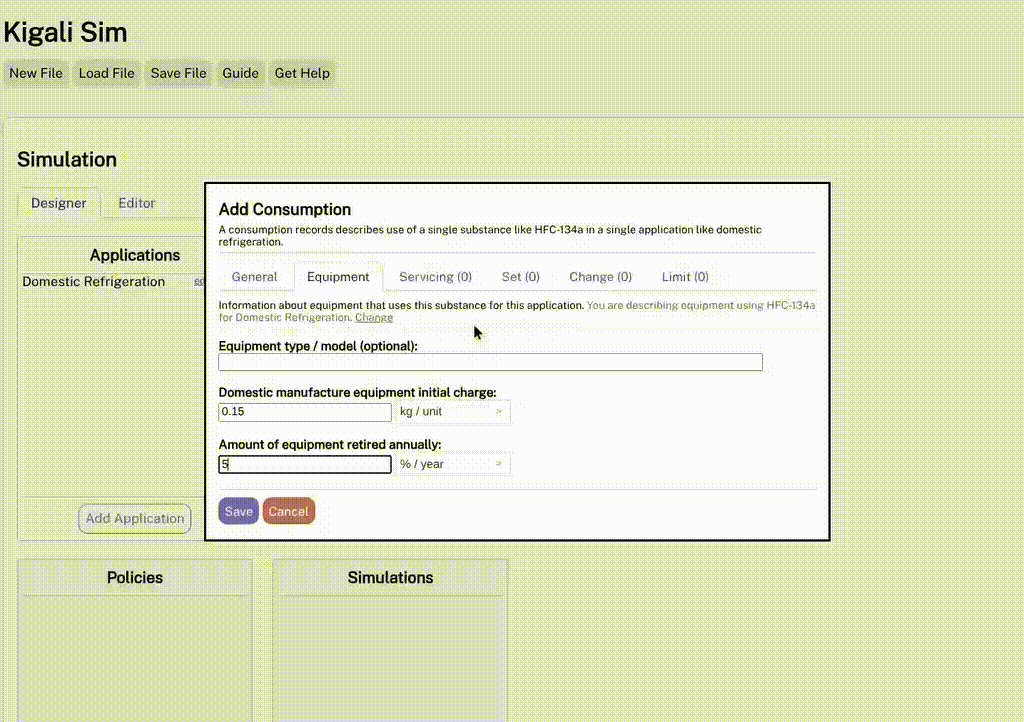 Kigali Sim
New File Load File Save File Guide Get Help
Simulation
Designer Editor
Applications
Domestic Refrigeration
Add Application
Add Consumption
A consumption records describes use of a single substance like HFC-134a in a single application like domestic
refrigeration.
General Equipment Servicing (0) Set (0) Change (0) Limit (0)
Information about equipment that uses this substance for this application. You are describing equipment using HFC-134a
for Domestic Refrigeration. Change
Equipment type / model (optional):
Domestic manufacture equipment initial charge:
0.15 kg / unit
Amount of equipment retired annually:
5 % / year
Save Cancel
Policies Simulations